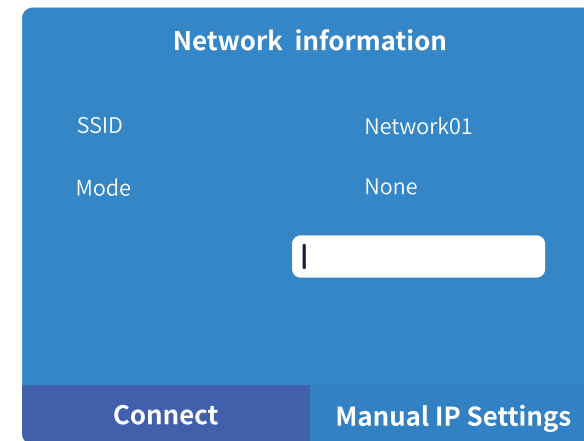 Network information
SSID Network01
Mode None
Connect Manual IP Settings